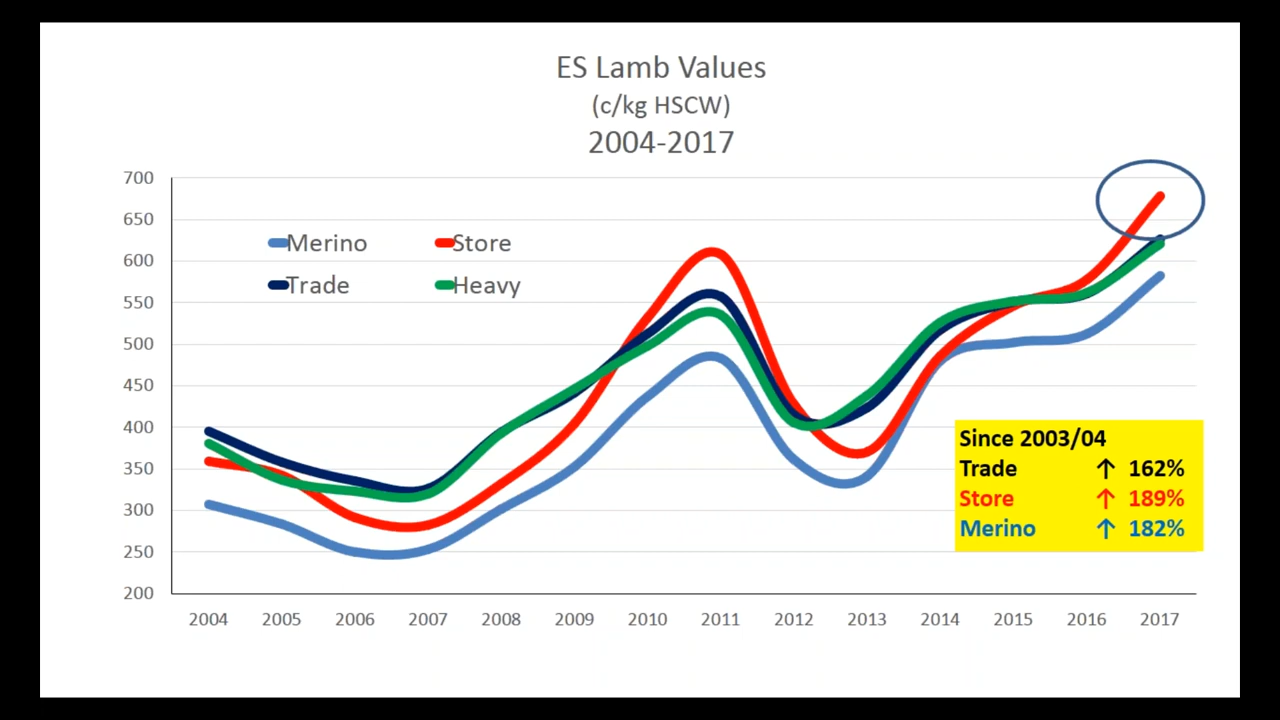 ES Lamb Values
(c/kg HSCW)
2004-2017
700
650
600
550
500
450
400
350
300
250
200
Merino Store
Trade Heavy
Since 2003/04
Trade ↑ 162%
Store ↑ 189%
Merino ↑ 182%
2004 2005 2006 2007 2008 2009 2010 2011 2012 2013 2014 2015 2016 2017